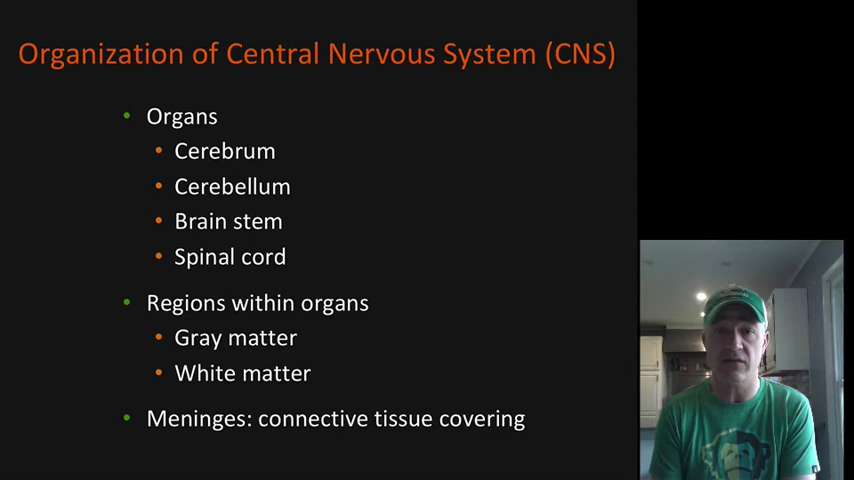 Organization of Central Nervous System (CNS)
Organs
Cerebrum
Cerebellum
Brain stem
Spinal cord
Regions within organs
Gray matter
White matter
Meninges: connective tissue covering